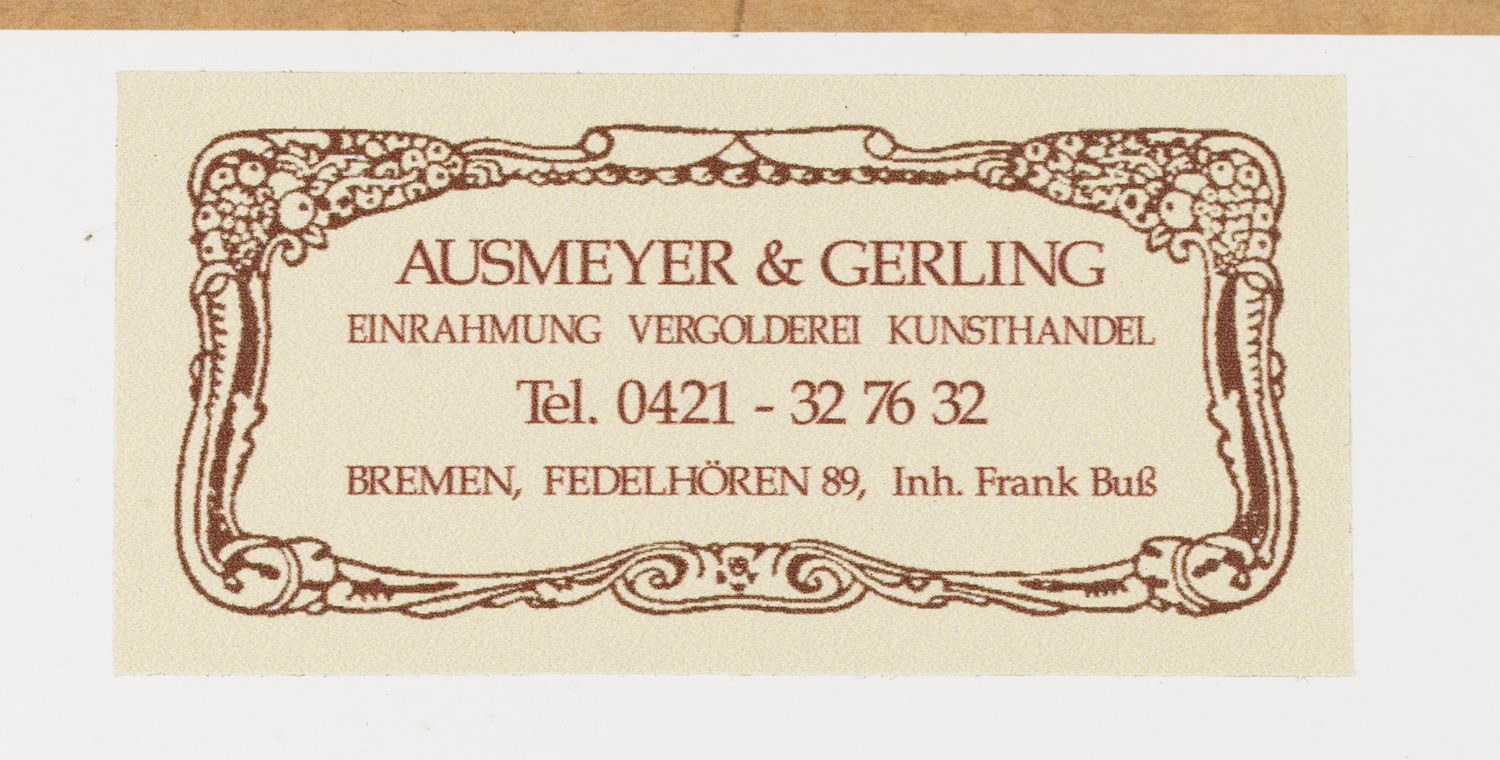 AUSMEYER & GERLING
EINRAHMUNG VERGOLDEREI KUNSTHANDEL
Tel. 0421 - 32 76 32
BREMEN, FEDELHÖREN 89, Inh. Frank Buß